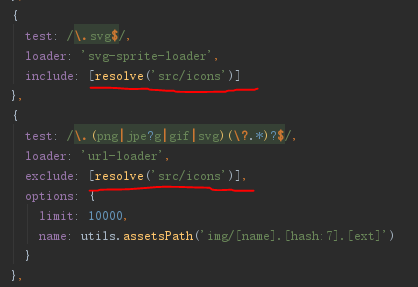 {
test: /\.svg$/,
loader: 'svg-sprite-loader',
include: [resolve('src/icons')]
},
{
test: /\.(png|jpe?g|gif|svg)(\?.*)?$/,
loader: 'url-loader',
exclude: [resolve('src/icons')],
options: {
limit: 10000,
name: utils.assetsPath('img/[name].[hash:7].[ext]')
}
},